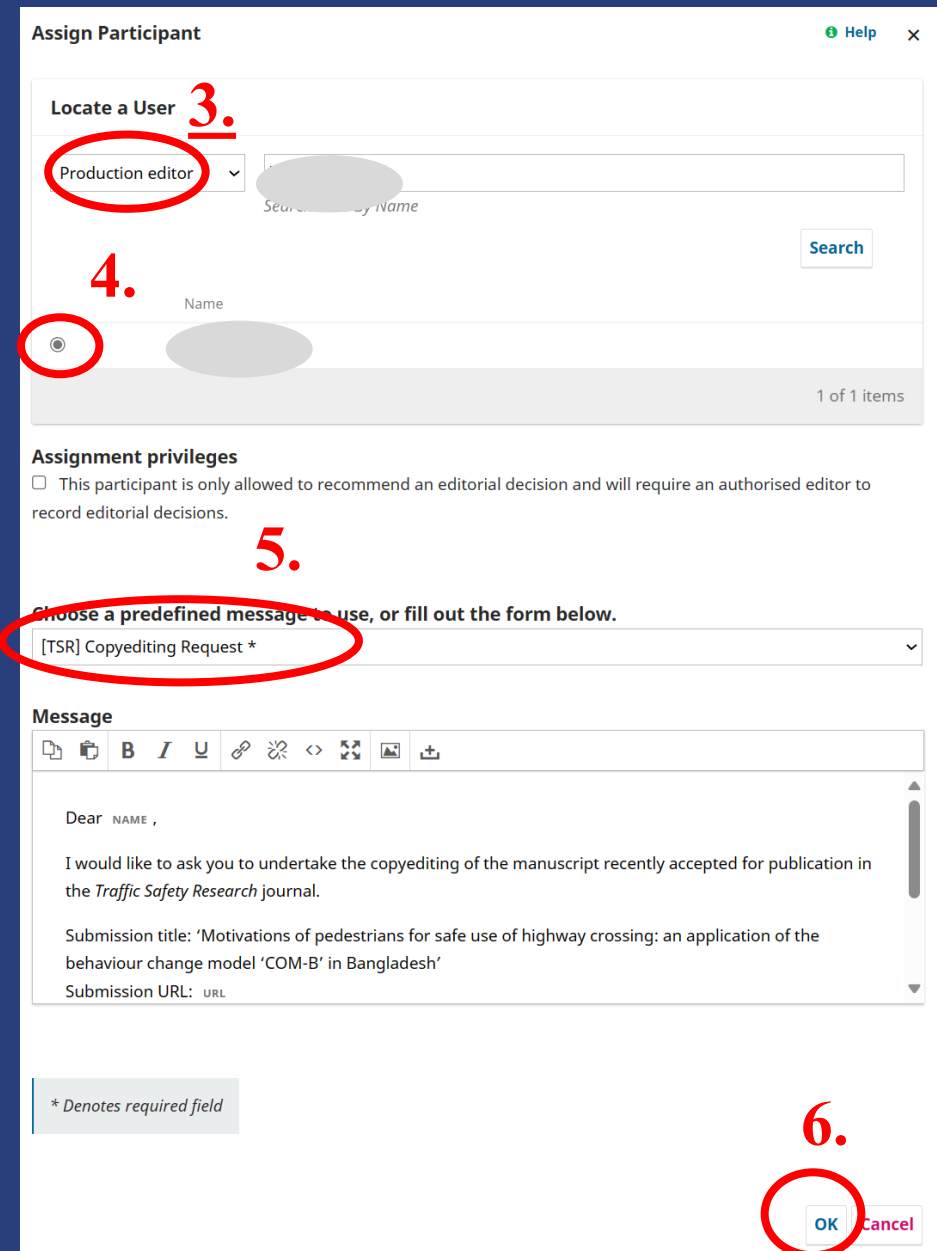 Assign Participant
Help
Locate a User
3.
Production editor
By Name
Search
4.
Name
1 of 1 items
Assignment privileges
This participant is only allowed to recommend an editorial decision and will require an authorised editor to
record editorial decisions.
5.
Choose a predefined message to use, or fill out the form below.
[TSR] Copyediting Request *
Message
B I U
Dear NAME ,
I would like to ask you to undertake the copyediting of the manuscript recently accepted for publication in
the Traffic Safety Research journal.
Submission title: ‘Motivations of pedestrians for safe use of highway crossing: an application of the
behaviour change model ‘COM-B’ in Bangladesh’
Submission URL: URL
* Denotes required field
6.
OK Cancel